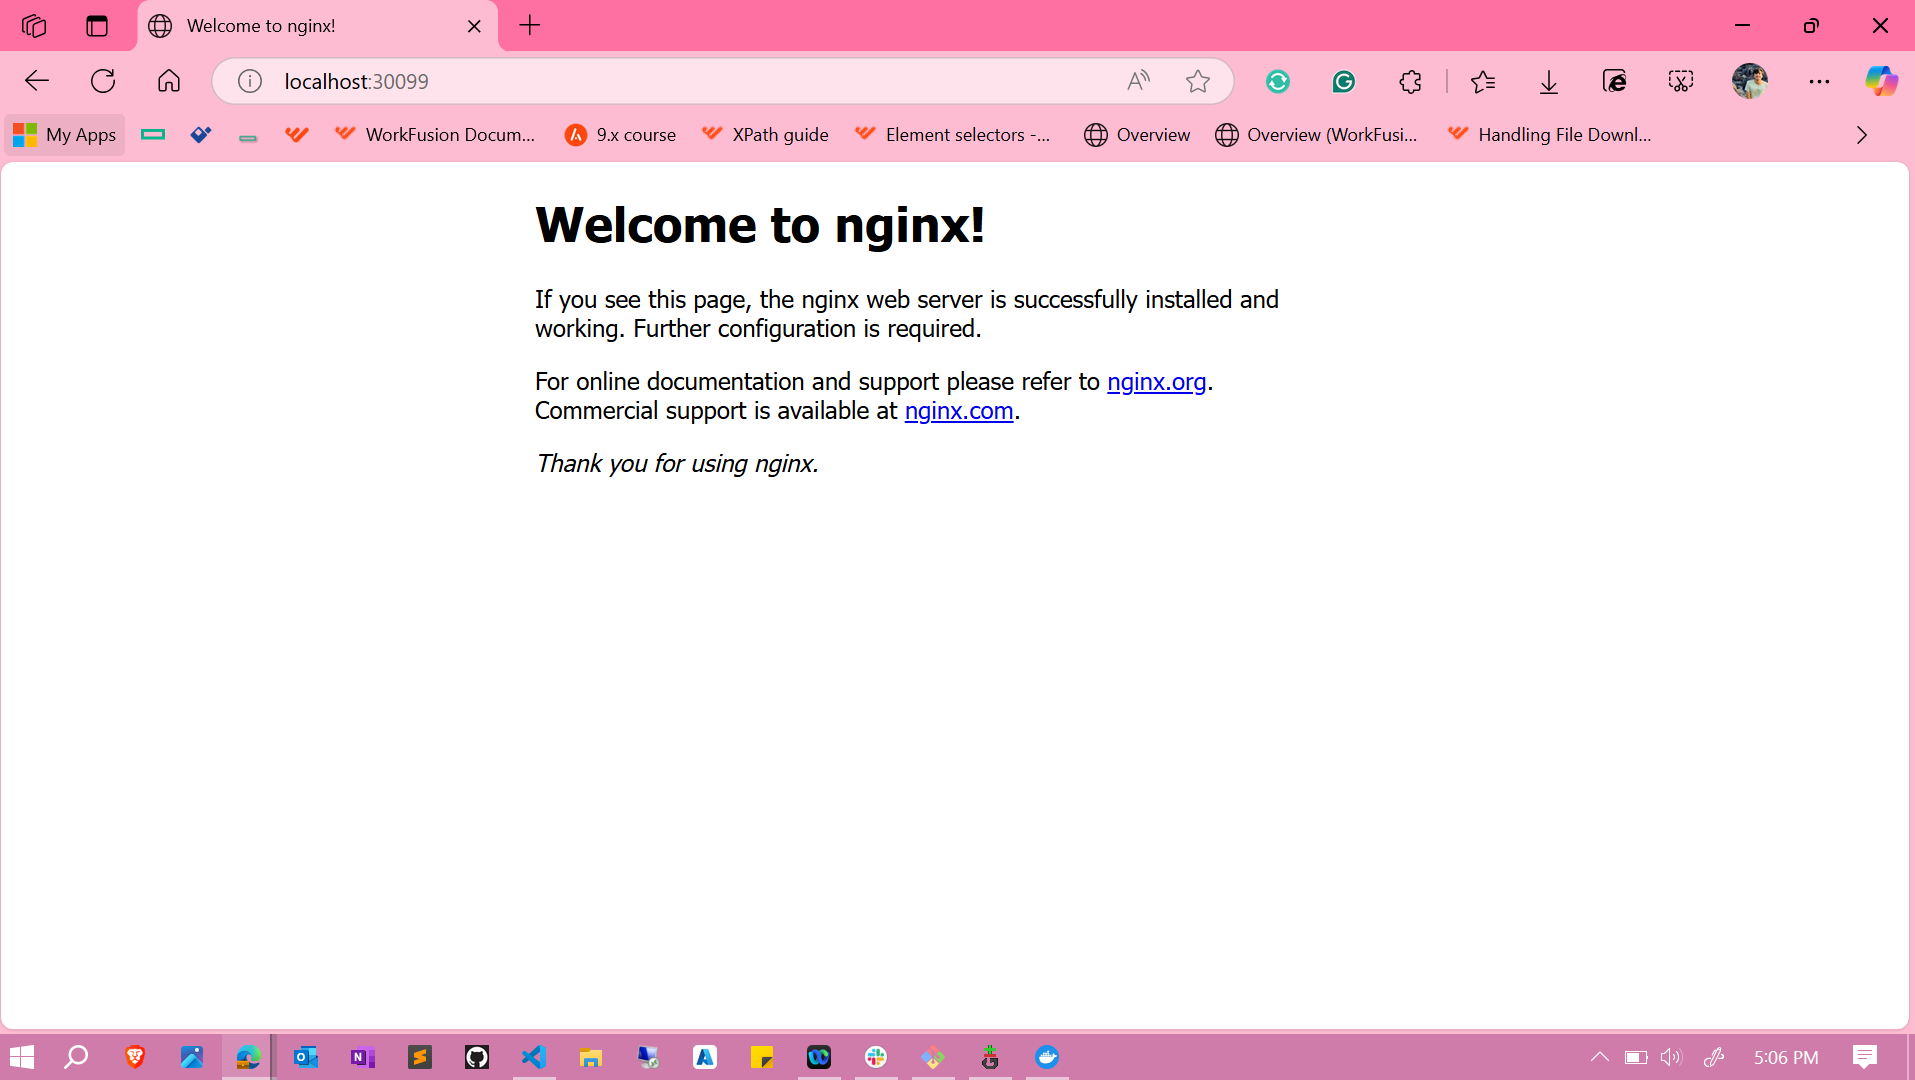 Welcome to nginx!
localhost:30099
My Apps
WorkFusion Docum...
9.x course
XPath guide
Element selectors -...
Overview
Overview (WorkFusi...
Handling File Downl...
Welcome to nginx!
If you see this page, the nginx web server is successfully installed and
working. Further configuration is required.
For online documentation and support please refer to nginx.org.
Commercial support is available at nginx.com.
Thank you for using nginx.
5:06 PM